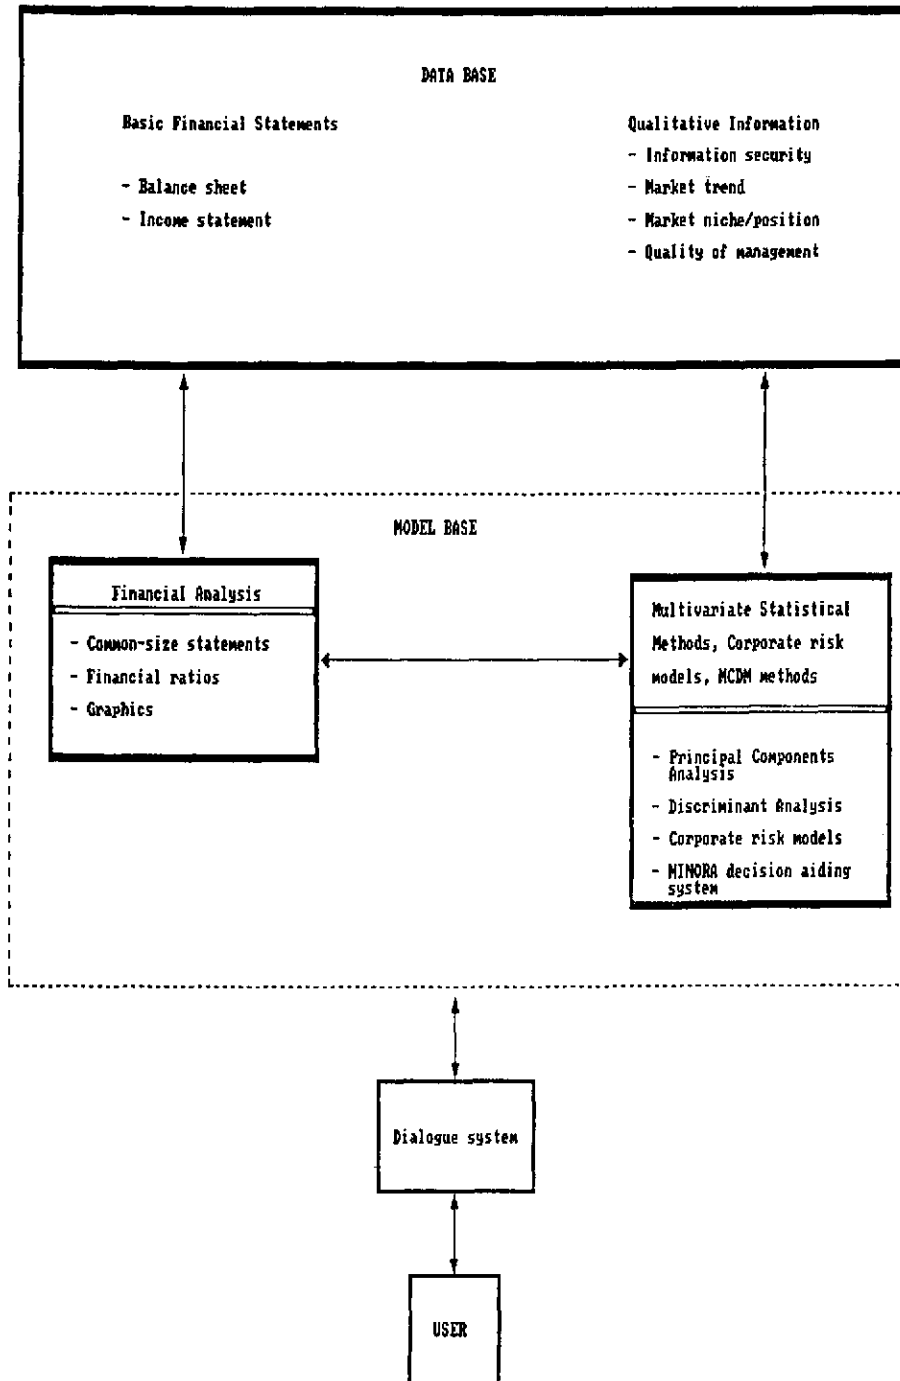 DATA BASE
Basic Financial Statements
- Balance sheet
- Income statement
Qualitative Information
- Information security
- Market trend
- Market niche/position
- Quality of management
MODEL BASE
Financial Analysis
- Common-size statements
- Financial ratios
- Graphics
Multivariate Statistical
Methods, Corporate risk
models, MCDM methods
- Principal Components
Analysis
- Discriminant Analysis
- Corporate risk models
- MINORA decision aiding
system
Dialogue system
USER